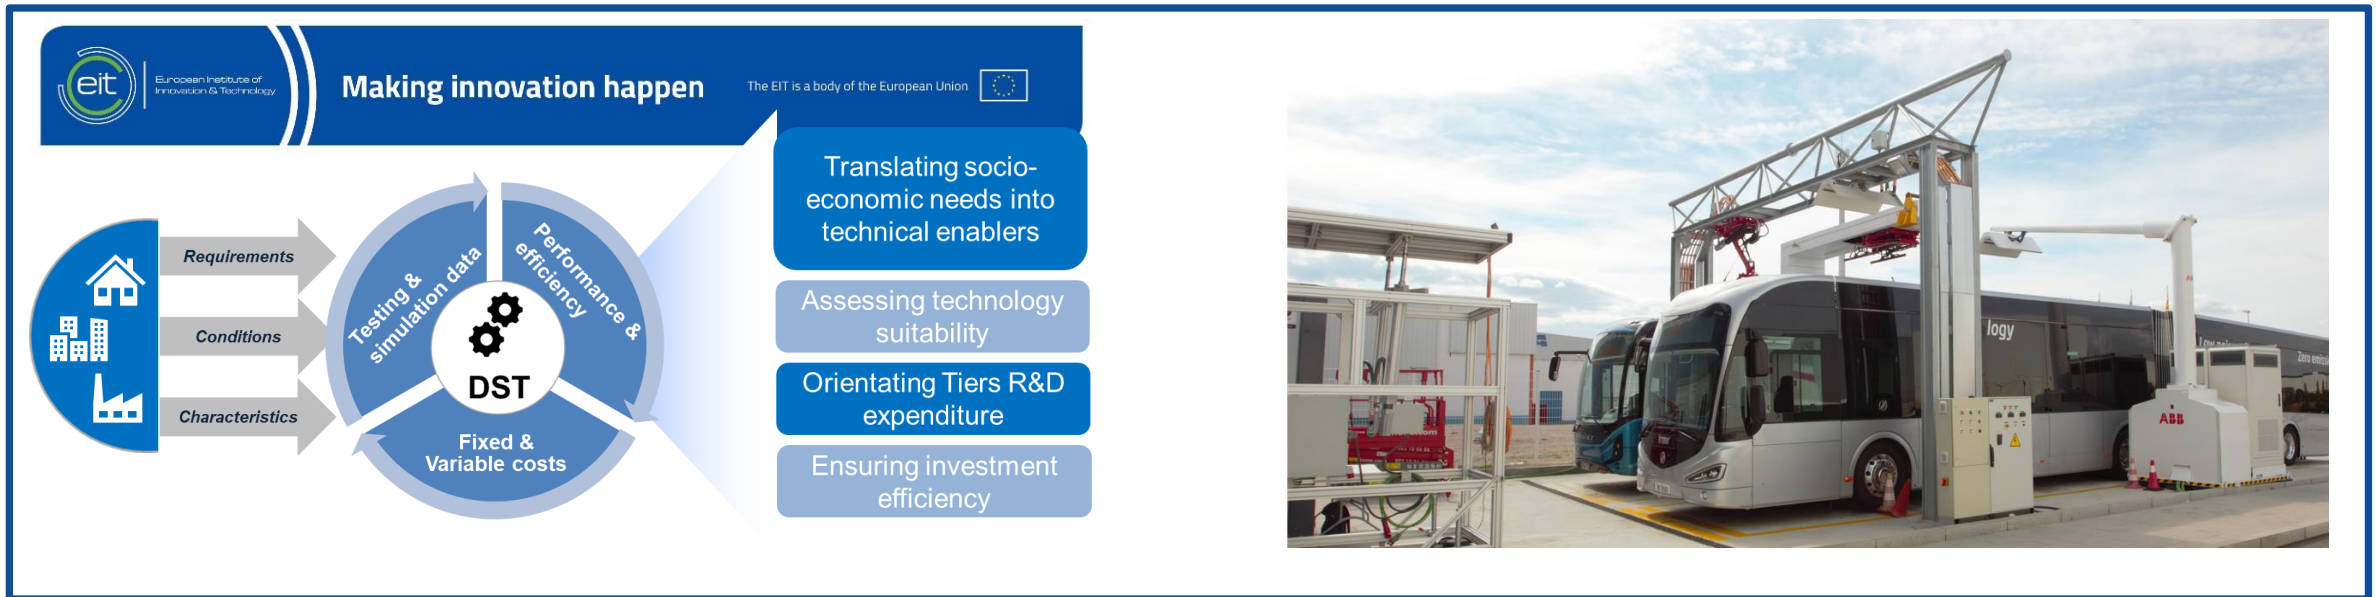 eit
European Institute of
Innovation & Technology
Making innovation happen
The EIT is a body of the European Union
Requirements
Conditions
Characteristics
Testing &
simulation data
Performance &
efficiency
Fixed &
Variable costs
DST
Translating socio-
economic needs into
technical enablers
Assessing technology
suitability
Orientating Tiers R&D
expenditure
Ensuring investment
efficiency
logy
Zero emiss
ABB